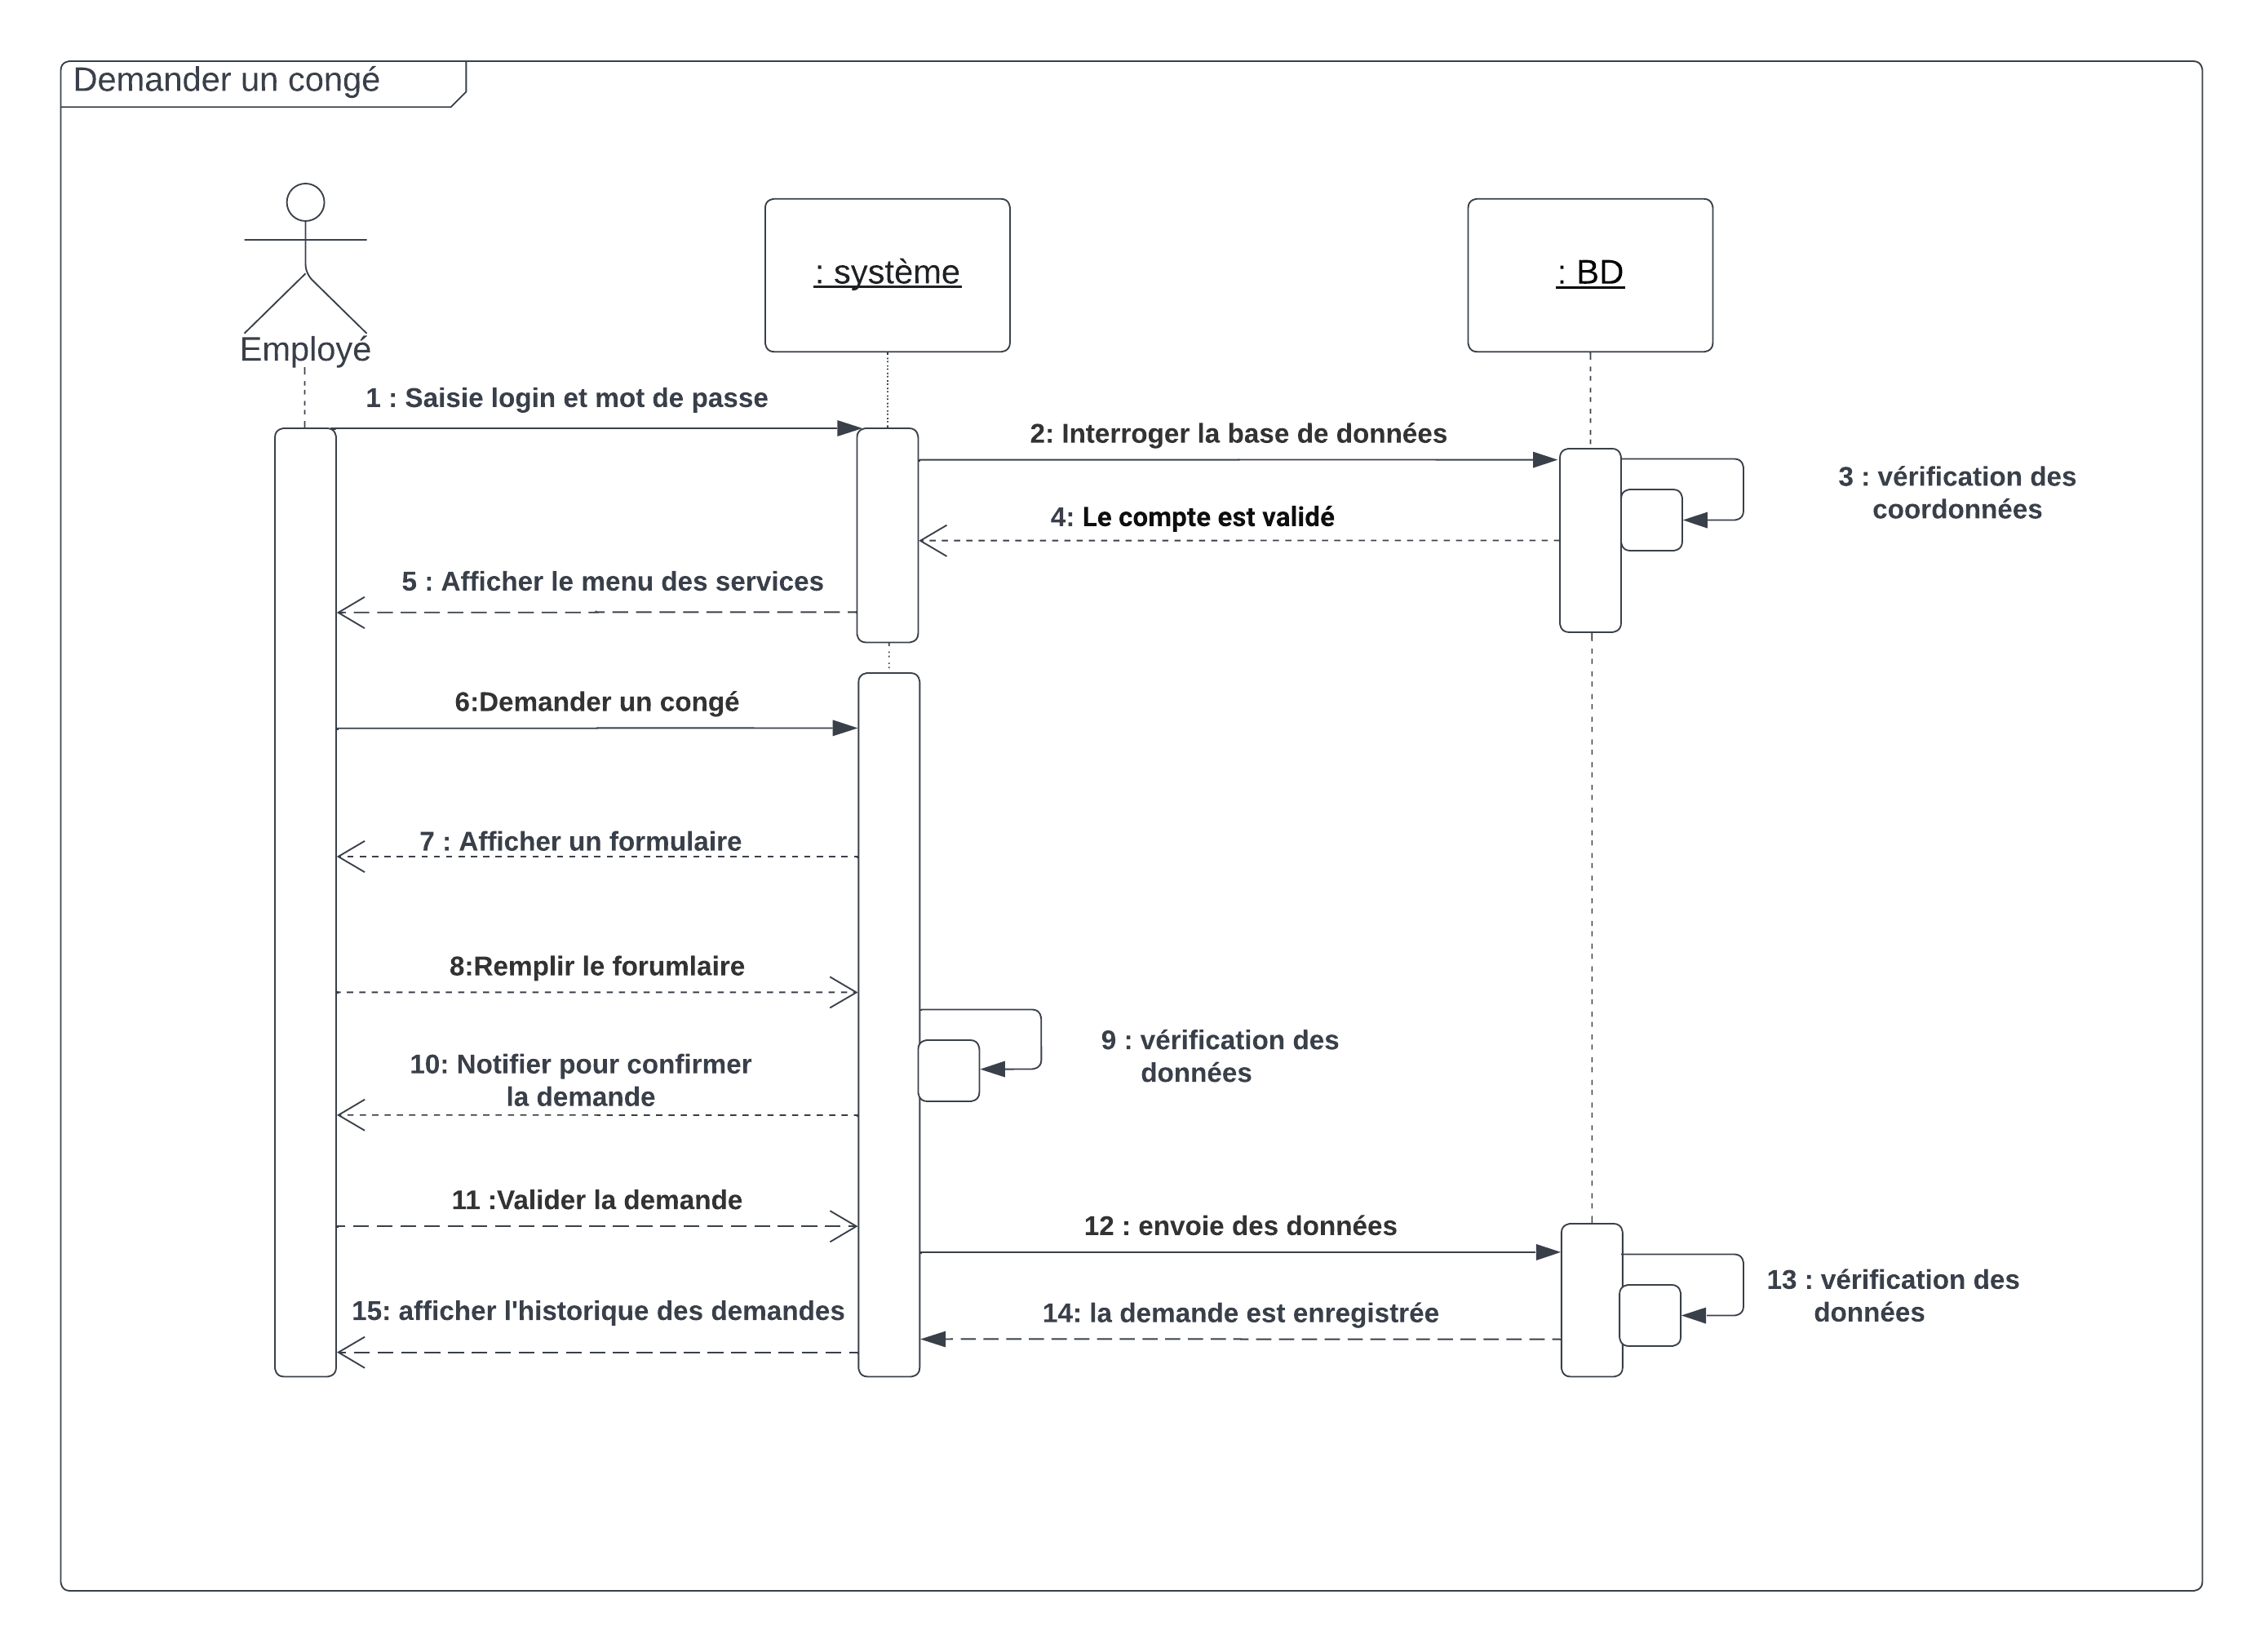 Demander un congé
Employé
: système
: BD
1 : Saisie login et mot de passe
2: Interroger la base de données
3 : vérification des
coordonnées
4: Le compte est validé
5 : Afficher le menu des services
6:Demander un congé
7 : Afficher un formulaire
8:Remplir le forumlaire
9 : vérification des
données
10: Notifier pour confirmer
la demande
11 :Valider la demande
12 : envoie des données
13 : vérification des
données
14: la demande est enregistrée
15: afficher l'historique des demandes